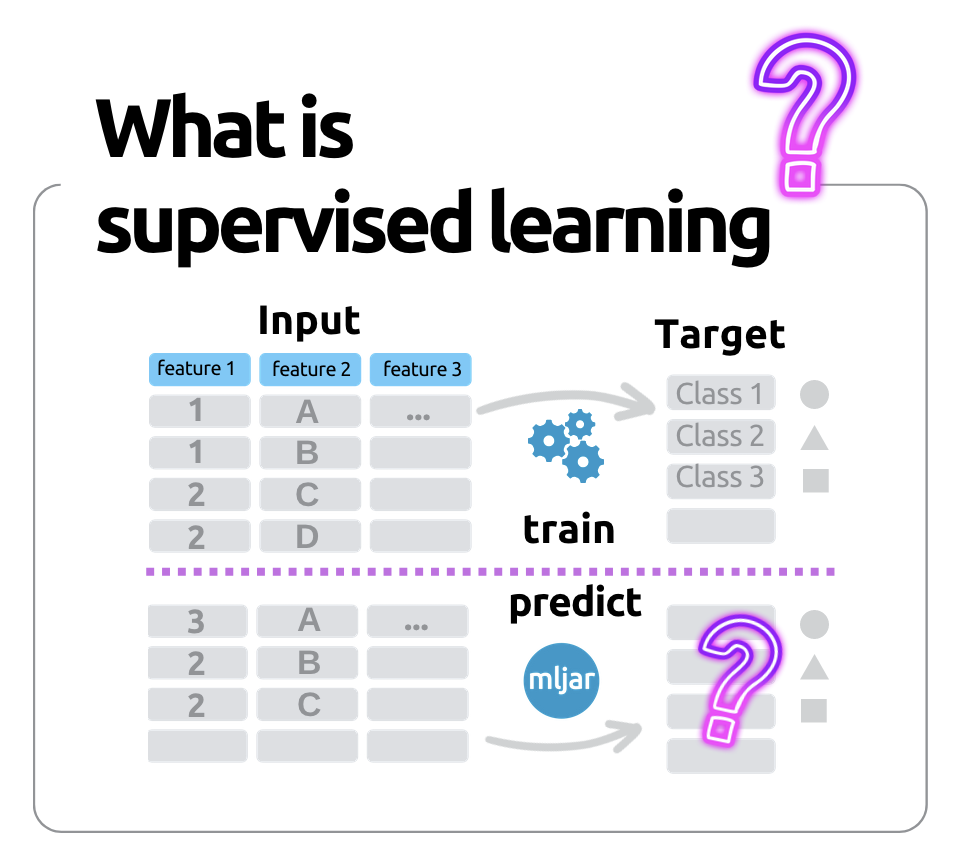 What is
supervised learning
?
Input
Target
feature 1 feature 2 feature 3
1 A ... Class 1
1 B Class 2
2 C Class 3
2 D
train
predict
3 A ...
2 B
mljar
2 C
?